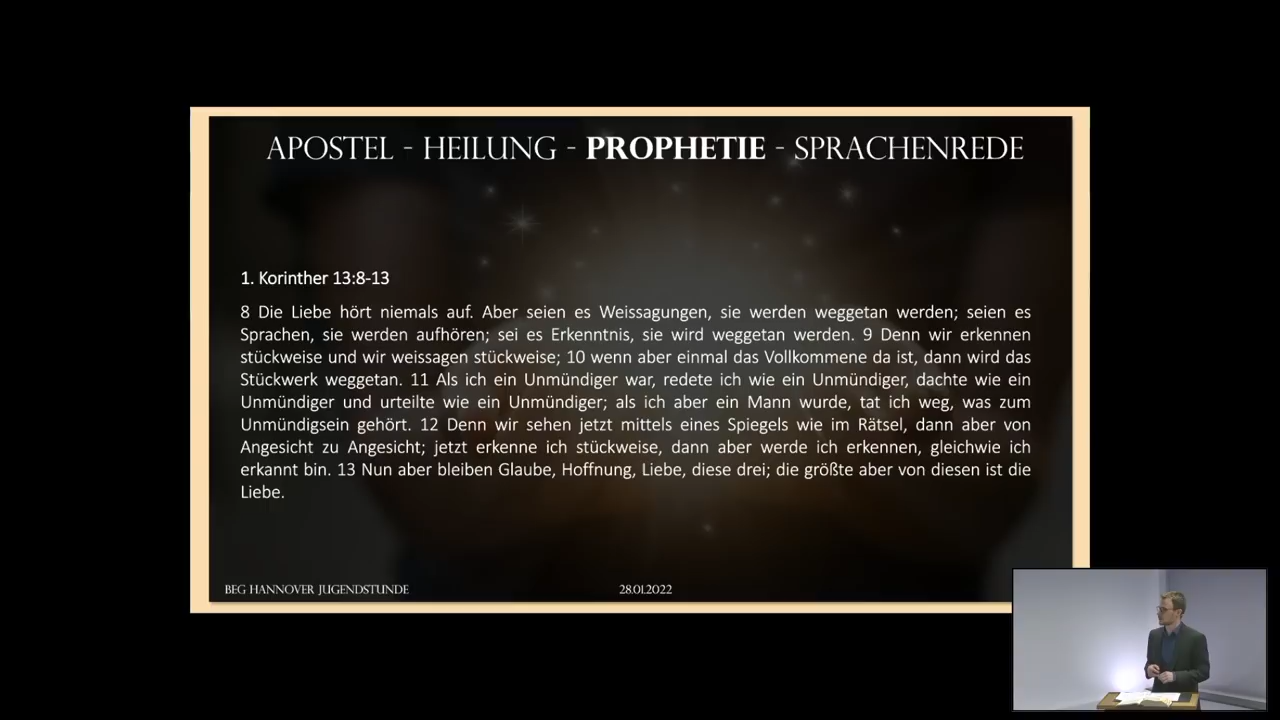 APOSTEL - HEILUNG - PROPHETIE - SPRACHENREDE
1. Korinther 13:8-13
8 Die Liebe hört niemals auf. Aber seien es Weissagungen, sie werden weggetan werden; seien es
Sprachen, sie werden aufhören; sei es Erkenntnis, sie wird weggetan werden. 9 Denn wir erkennen
stückweise und wir weissagen stückweise; 10 wenn aber einmal das Vollkommene da ist, dann wird das
Stückwerk weggetan. 11 Als ich ein Unmündiger war, redete ich wie ein Unmündiger, dachte wie ein
Unmündiger und urteilte wie ein Unmündiger; als ich aber ein Mann wurde, tat ich weg, was zum
Unmündigsein gehört. 12 Denn wir sehen jetzt mittels eines Spiegels wie im Rätsel, dann aber von
Angesicht zu Angesicht; jetzt erkenne ich stückweise, dann aber werde ich erkennen, gleichwie ich
erkannt bin. 13 Nun aber bleiben Glaube, Hoffnung, Liebe, diese drei; die größte aber von diesen ist die
Liebe.
BEG HANNOVER JUGENDSTUNDE
28.01.2022